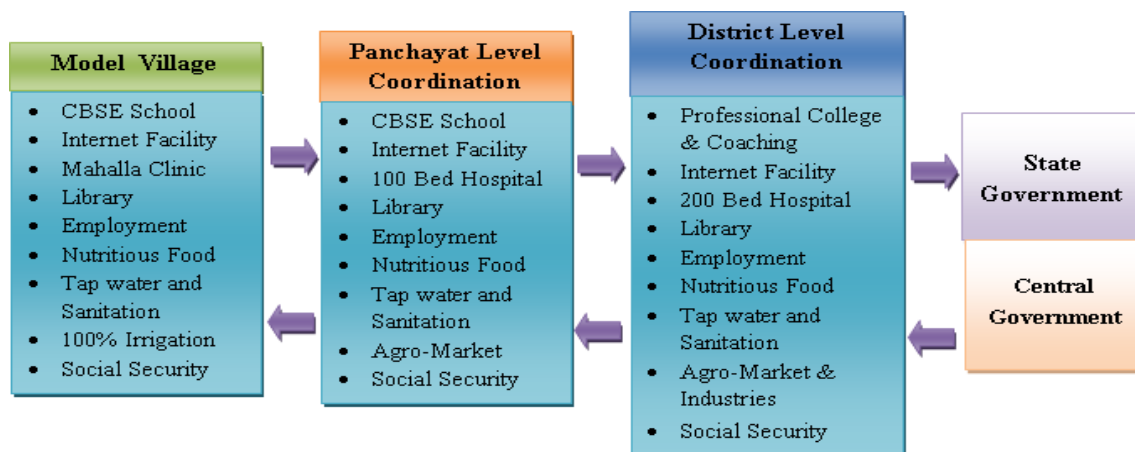 Model Village
• CBSE School
• Internet Facility
• Mahalla Clinic
• Library
• Employment
• Nutritious Food
• Tap water and
Sanitation
• 100% Irrigation
• Social Security
Panchayat Level
Coordination
• CBSE School
• Internet Facility
• 100 Bed Hospital
• Library
• Employment
• Nutritious Food
• Tap water and
Sanitation
• Agro-Market
• Social Security
District Level
Coordination
• Professional College
& Coaching
• Internet Facility
• 200 Bed Hospital
• Library
• Employment
• Nutritious Food
• Tap water and
Sanitation
• Agro-Market &
Industries
• Social Security
State
Government
Central
Government